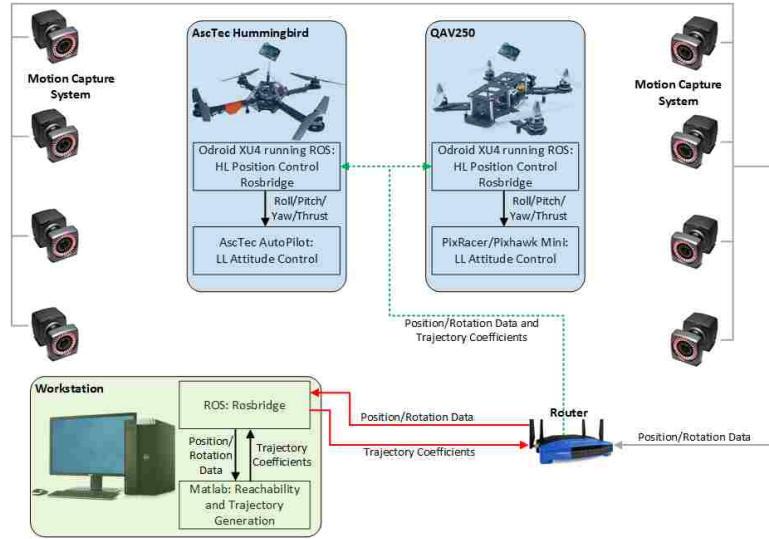 AscTec Hummingbird
QAV250
Motion Capture
System
Motion Capture
System
Odroid XU4 running ROS:
HL Position Control
Rosbridge
Odroid XU4 running ROS:
HL Position Control
Rosbridge
Roll/Pitch/
Yaw/Thrust
Roll/Pitch/
Yaw/Thrust
AscTec AutoPilot:
LL Attitude Control
PixRacer/Pixhawk Mini:
LL Attitude Control
Position/Rotation Data and
Trajectory Coefficients
Workstation
ROS: Rosbridge
Position/Rotation Data
Router
Position/
Rotation
Data
Trajectory
Coefficients
Trajectory Coefficients
Position/Rotation Data
Matlab: Reachability
and Trajectory
Generation